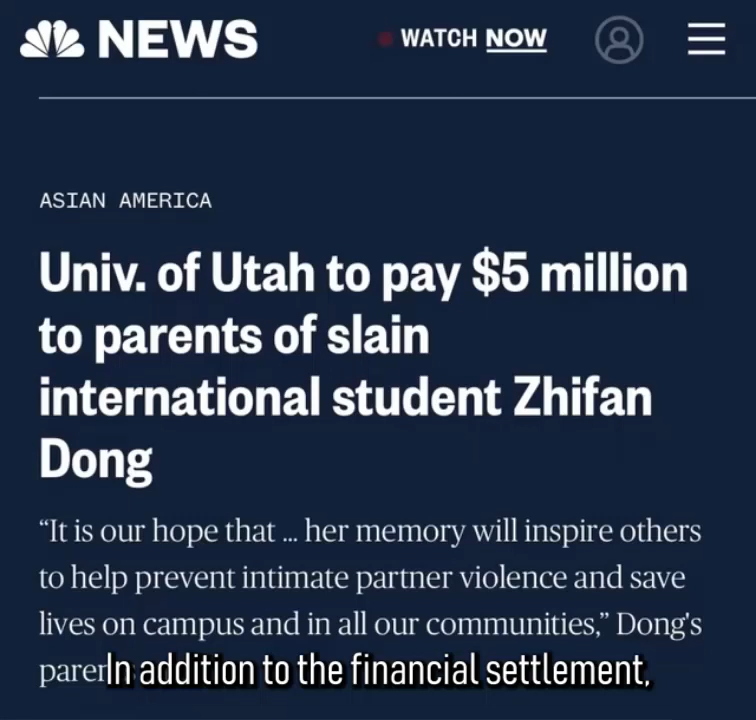 NEWS
WATCH NOW
ASIAN AMERICA
Univ. of Utah to pay $5 million
to parents of slain
international student Zhifan
Dong
“It is our hope that ... her memory will inspire others
to help prevent intimate partner violence and save
lives on campus and in all our communities,” Dong's
In addition to the financial settlement,